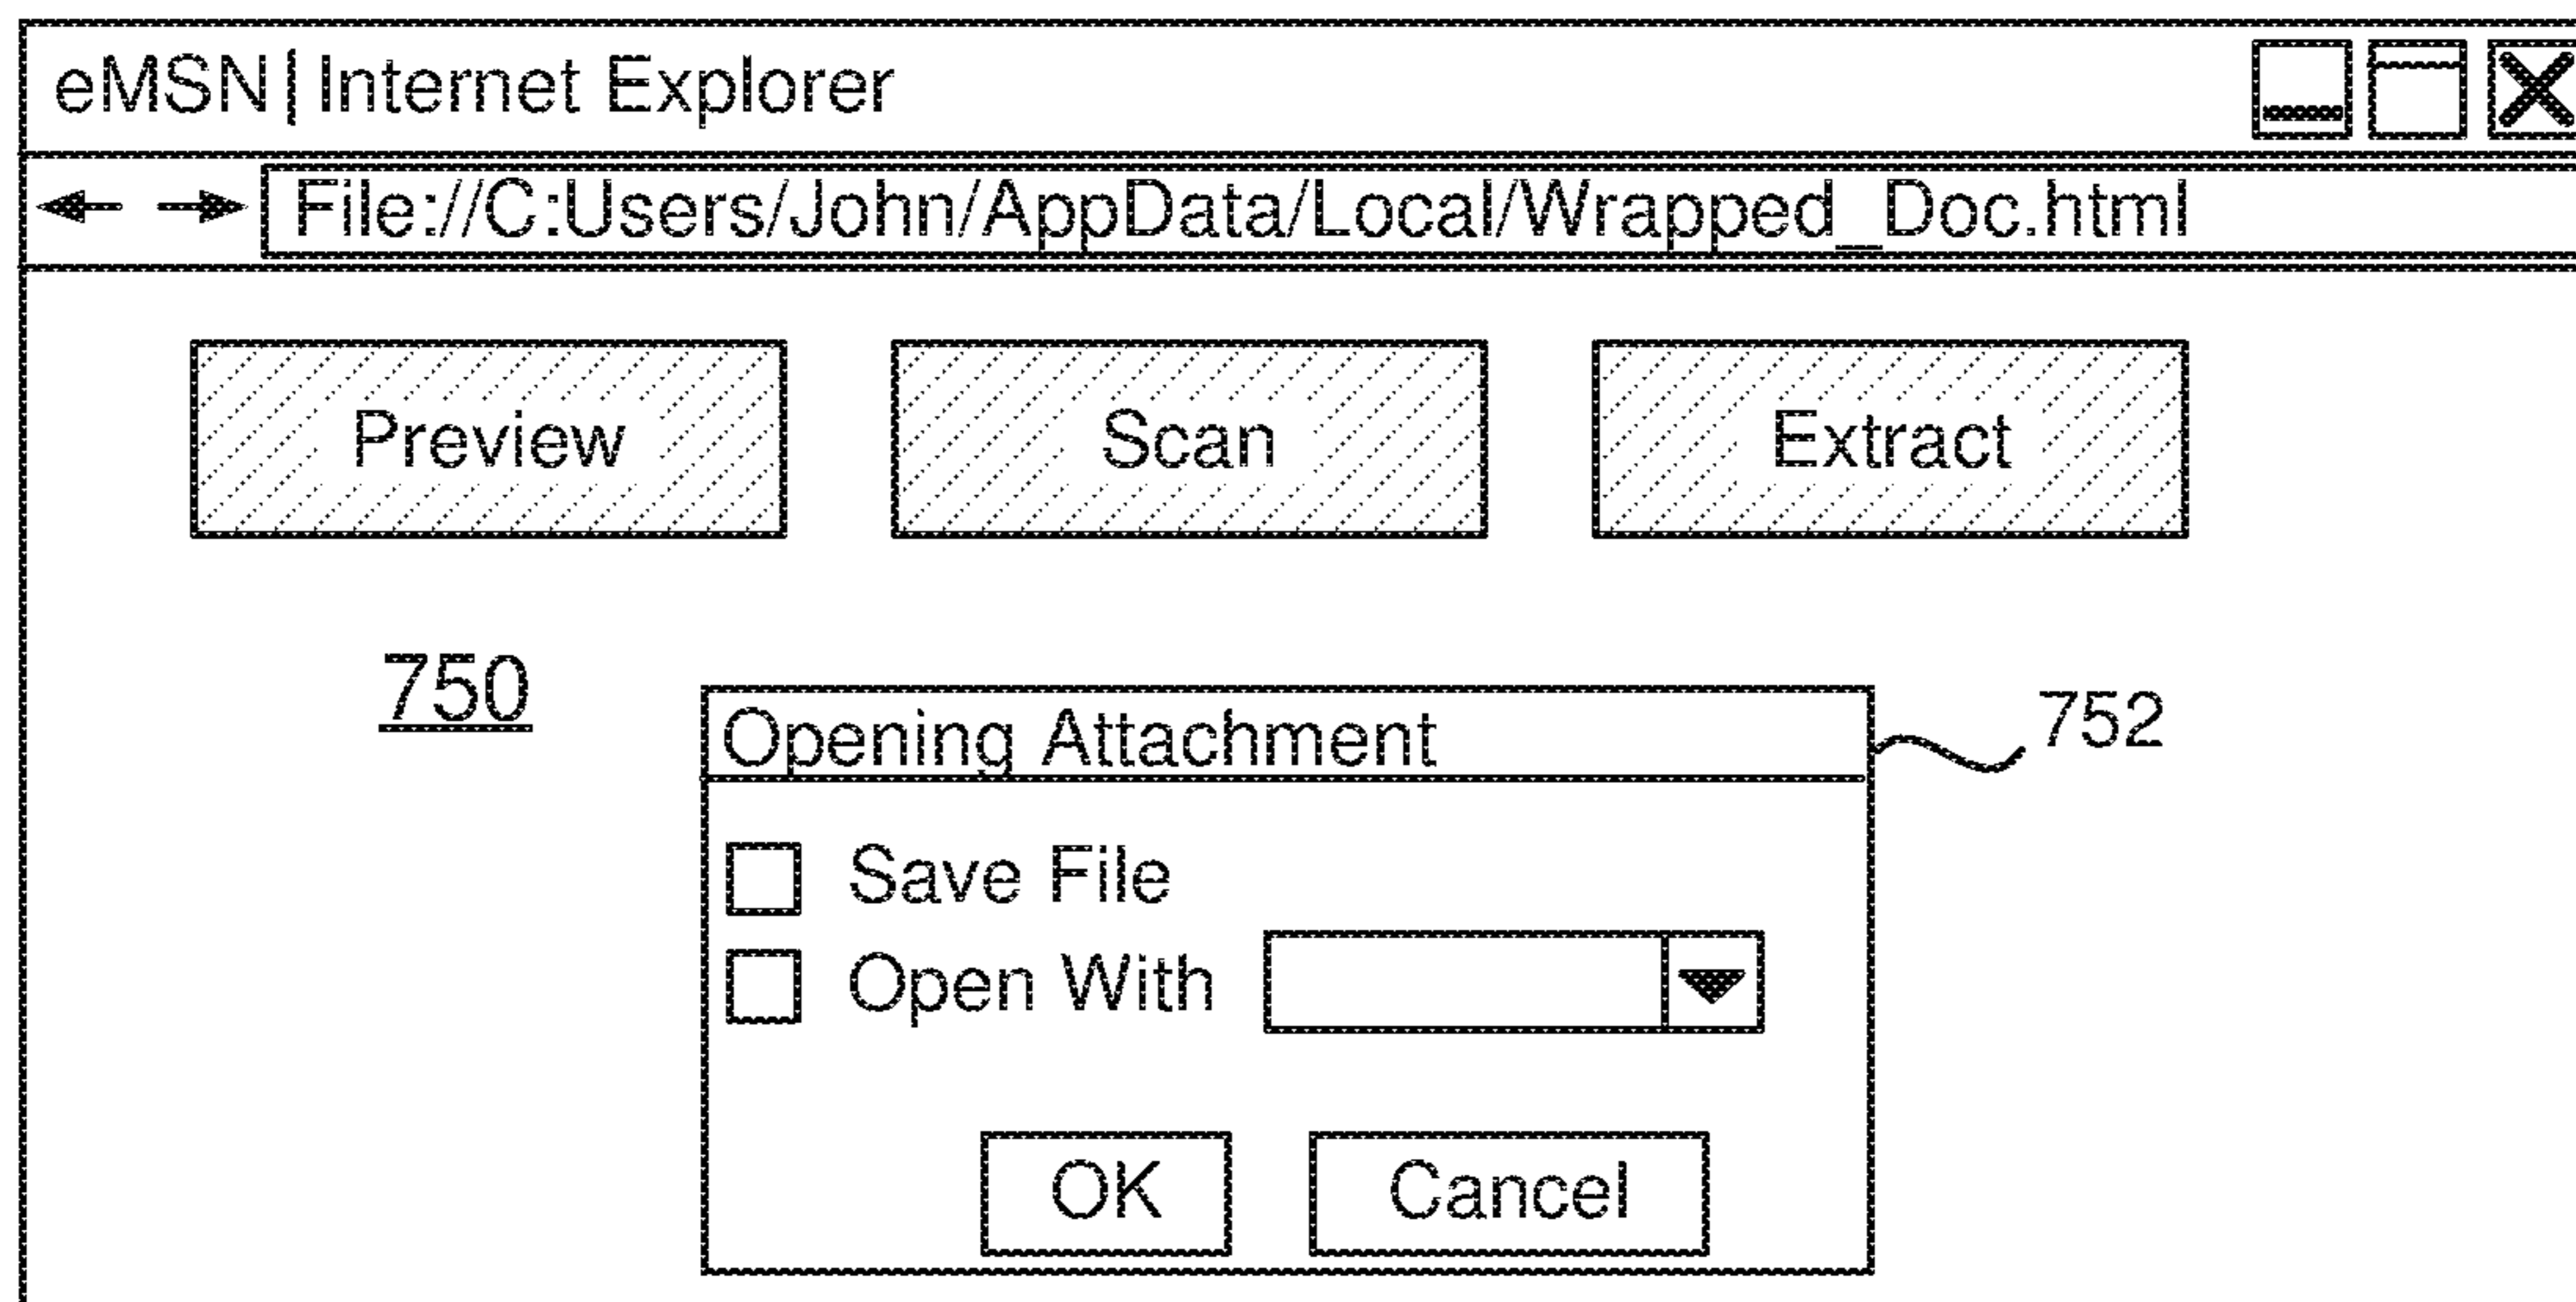 eMSN | Internet Explorer
File://C:Users/John/AppData/Local/Wrapped_Doc.html
Preview Scan Extract
750
752
Opening Attachment
Save File
Open With
OK Cancel